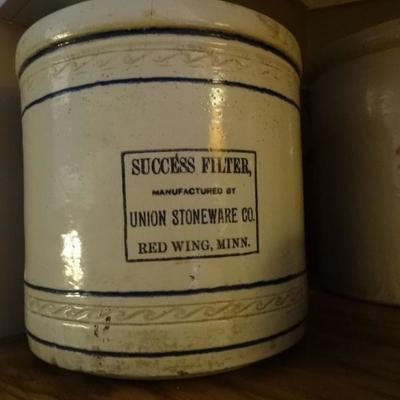 SUCCESS FILTER,
MANUFACTURED BY
UNION STONEWARE CO.
RED WING, MINN.